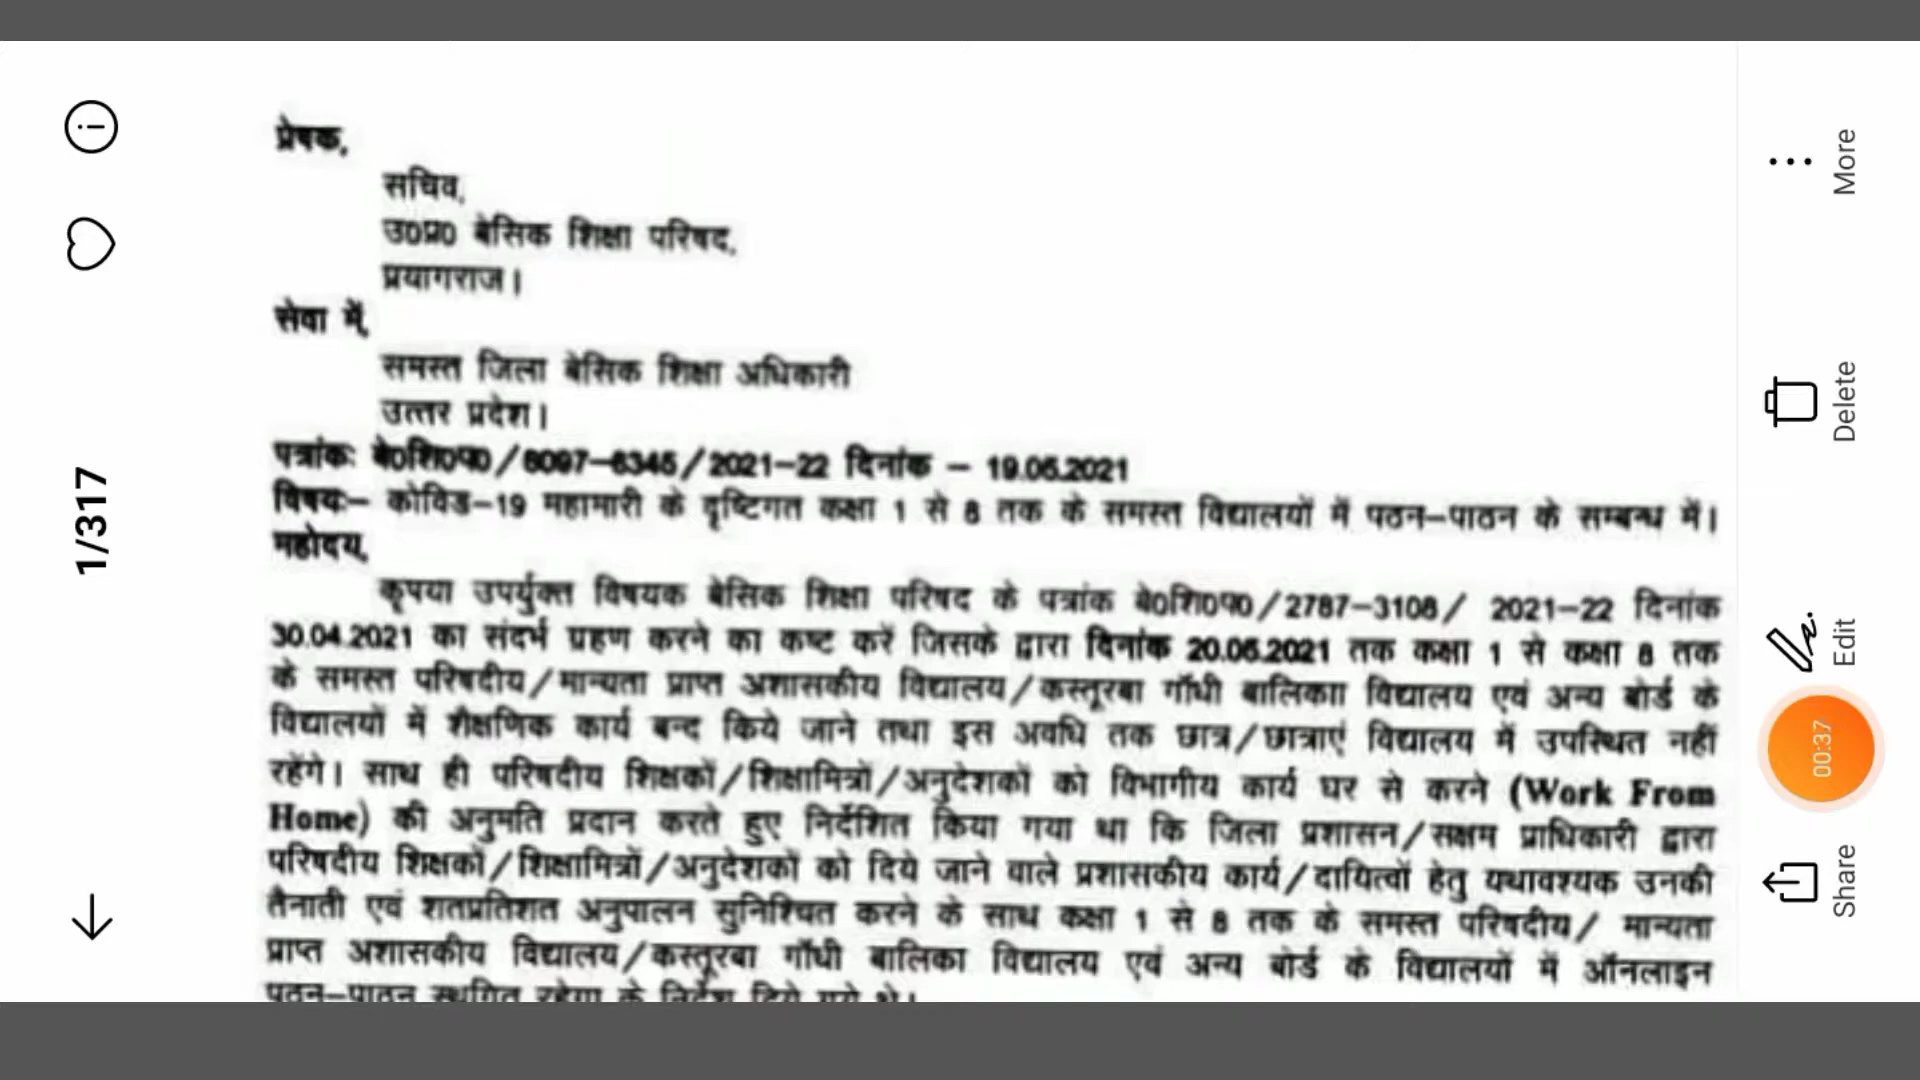 प्रेषक,
सचिव,
उ0प्र0 बेसिक शिक्षा परिषद,
प्रयागराज।
सेवा में,
समस्त जिला बेसिक शिक्षा अधिकारी
उत्तर प्रदेश।
पत्रांकः बे0शि0प0/ /2021–22 दिनांक – 19.05.2021
विषयः– कोविड–19 महामारी के दृष्टिगत कक्षा 1 से 8 तक के समस्त विद्यालयों में पठन–पाठन के सम्बन्ध में।
महोदय,
कृपया उपर्युक्त विषयक बेसिक शिक्षा परिषद के पत्रांक बे0शि0प0/2787–3108/ 2021–22 दिनांक
30.04.2021 का संदर्भ ग्रहण करने का कष्ट करें जिसके द्वारा दिनांक 20.05.2021 तक कक्षा 1 से कक्षा 8 तक
के समस्त परिषदीय/मान्यता प्राप्त अशासकीय विद्यालय/कस्तूरबा गाँधी बालिकाा विद्यालय एवं अन्य बोर्ड के
विद्यालयों में शैक्षणिक कार्य बन्द किये जाने तथा इस अवधि तक छात्र/छात्राएं विद्यालय में उपस्थित नहीं
रहेंगे। साथ ही परिषदीय शिक्षकों/शिक्षामित्रों/अनुदेशकों को विभागीय कार्य घर से करने (Work From
Home) की अनुमति प्रदान करते हुए निर्देशित किया गया था कि जिला प्रशासन/सक्षम प्राधिकारी द्वारा
परिषदीय शिक्षकों/शिक्षामित्रों/अनुदेशकों को दिये जाने वाले प्रशासकीय कार्य/दायित्वों हेतु यथावश्यक उनकी
तैनाती एवं शतप्रतिशत अनुपालन सुनिश्चित करने के साथ कक्षा 1 से 8 तक के समस्त परिषदीय/ मान्यता
प्राप्त अशासकीय विद्यालय/कस्तूरबा गाँधी बालिका विद्यालय एवं अन्य बोर्ड के विद्यालयों में ऑनलाइन
पठन–पाठन स्थगित रहेगा के निर्देश दिये गये थे।
1/317
More
Delete
Edit
00:37
Share